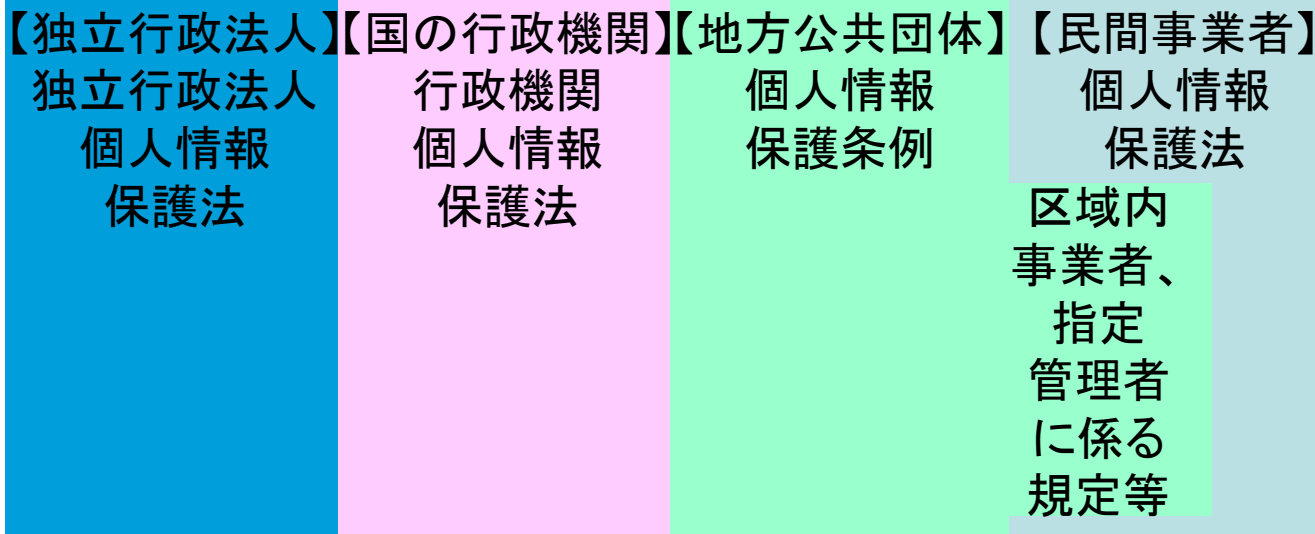 【独立行政法人】
独立行政法人
個人情報
保護法
【国の行政機関】
行政機関
個人情報
保護法
【地方公共団体】
個人情報
保護条例
【民間事業者】
個人情報
保護法
区域内
事業者、
指定
管理者
に係る
規定等